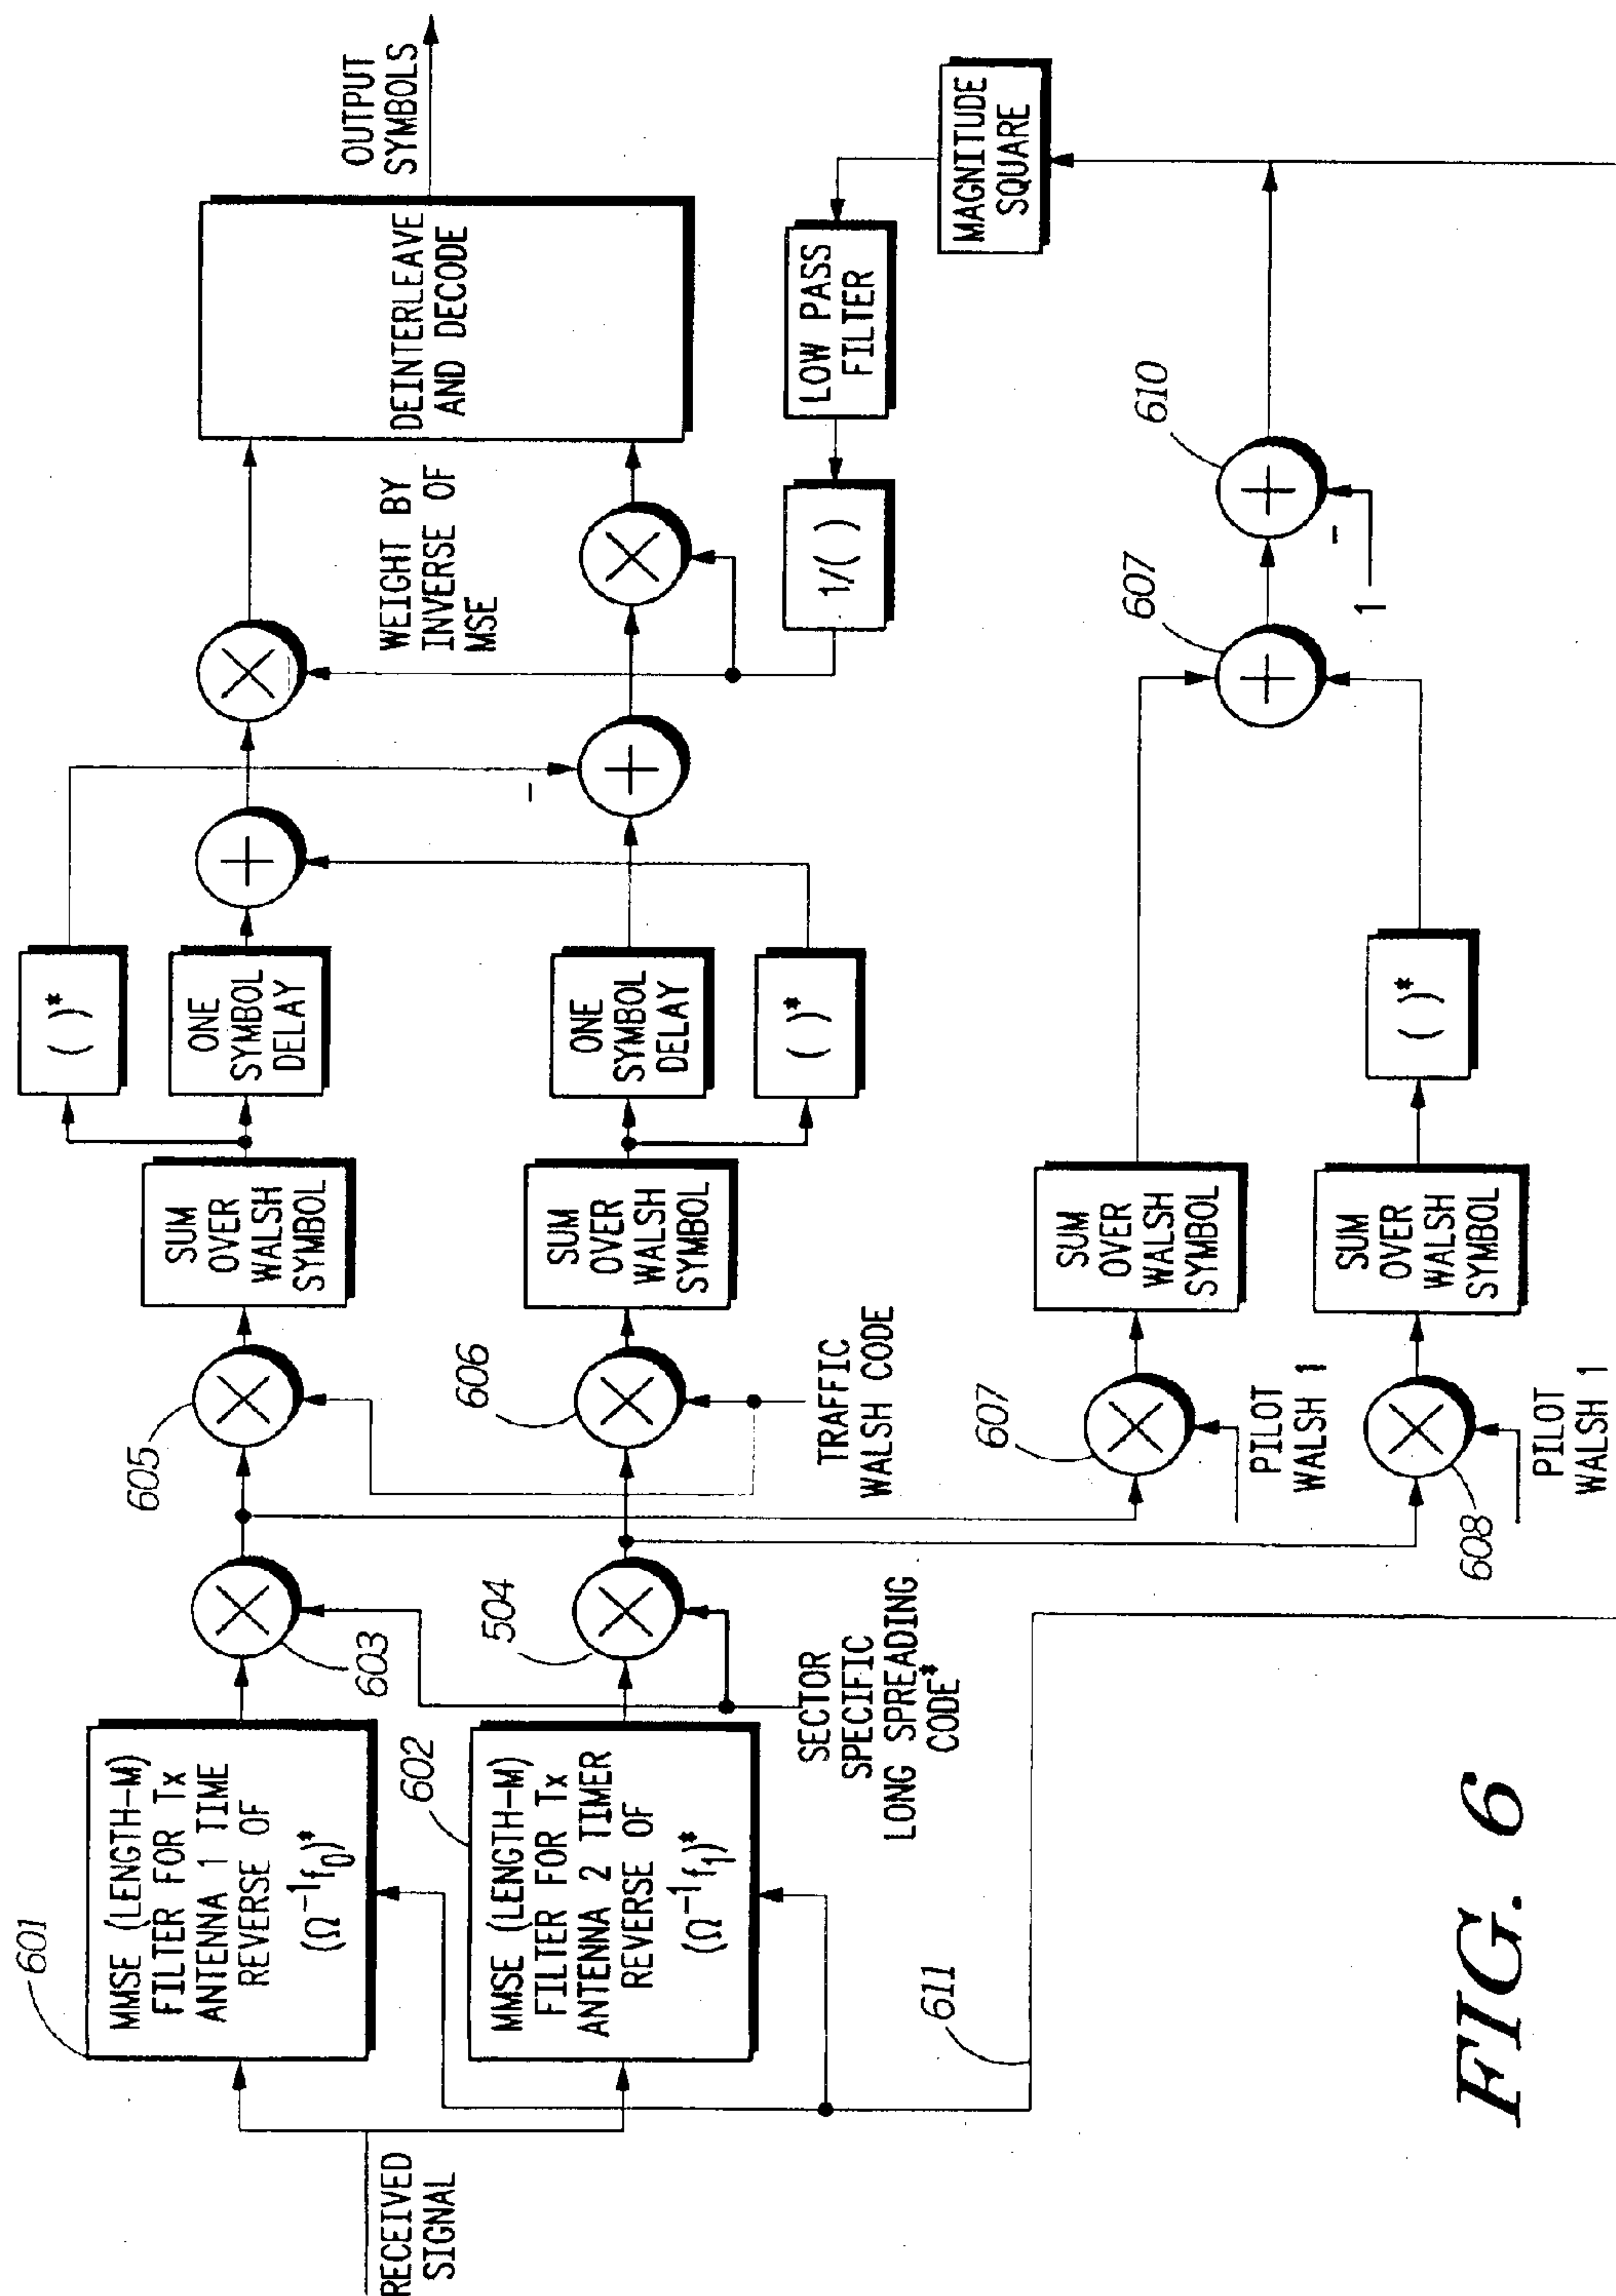 RECEIVED
SIGNAL
601
MMSE (LENGTH-M)
FILTER FOR Tx
ANTENNA 1 TIME
REVERSE OF
(Ω⁻¹f₀)*
602
MMSE (LENGTH-M)
FILTER FOR Tx
ANTENNA 2 TIMER
REVERSE OF
(Ω⁻¹f₁)*
611
603
504
SECTOR
SPECIFIC
LONG SPREADING
CODE*
605
606
TRAFFIC
WALSH CODE
607
PILOT
WALSH 1
608
PILOT
WALSH 1
SUM
OVER
WALSH
SYMBOL
SUM
OVER
WALSH
SYMBOL
SUM
OVER
WALSH
SYMBOL
SUM
OVER
WALSH
SYMBOL
( )*
ONE
SYMBOL
DELAY
ONE
SYMBOL
DELAY
( )*
( )*
+
-
+
×
WEIGHT BY
INVERSE OF
MSE
×
607
+
610
+
-
1
1/( )
LOW PASS
FILTER
MAGNITUDE
SQUARE
DEINTERLEAVE
AND DECODE
OUTPUT
SYMBOLS
FIG. 6